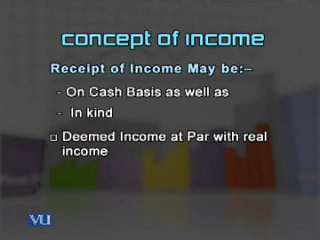 concept of income
Receipt of Income May be:–
- On Cash Basis as well as
- In kind
□ Deemed Income at Par with real
income
VU